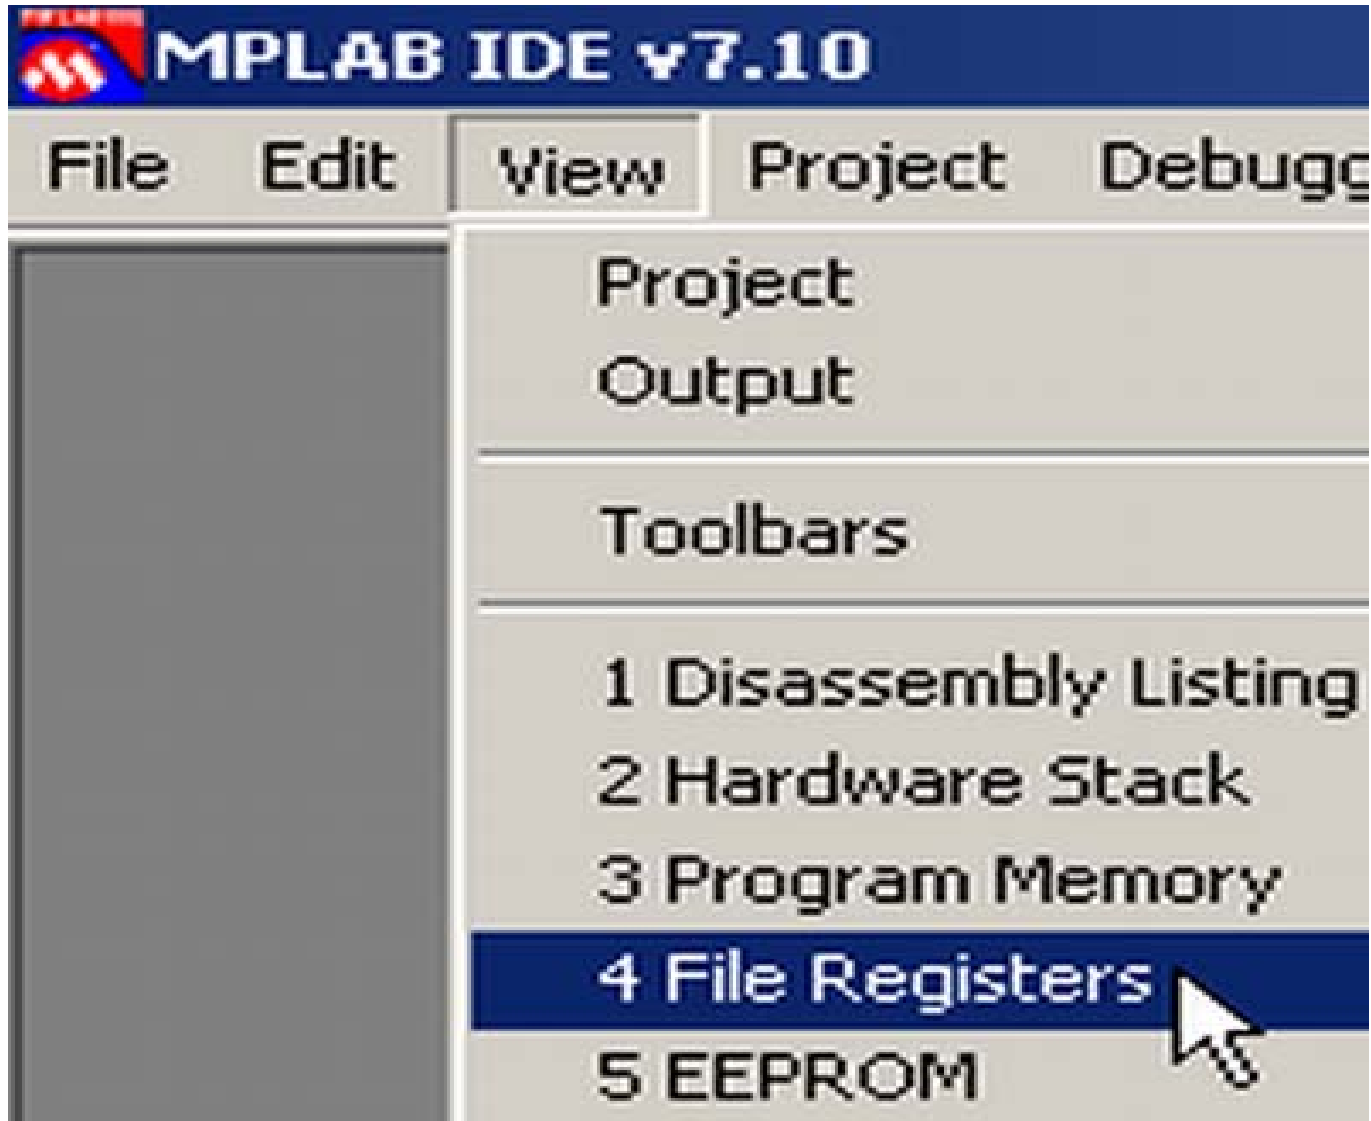 MPLAB IDE v7.10
File Edit View Project Debugg
Project
Output
Toolbars
1 Disassembly Listing
2 Hardware Stack
3 Program Memory
4 File Registers
5 EEPROM